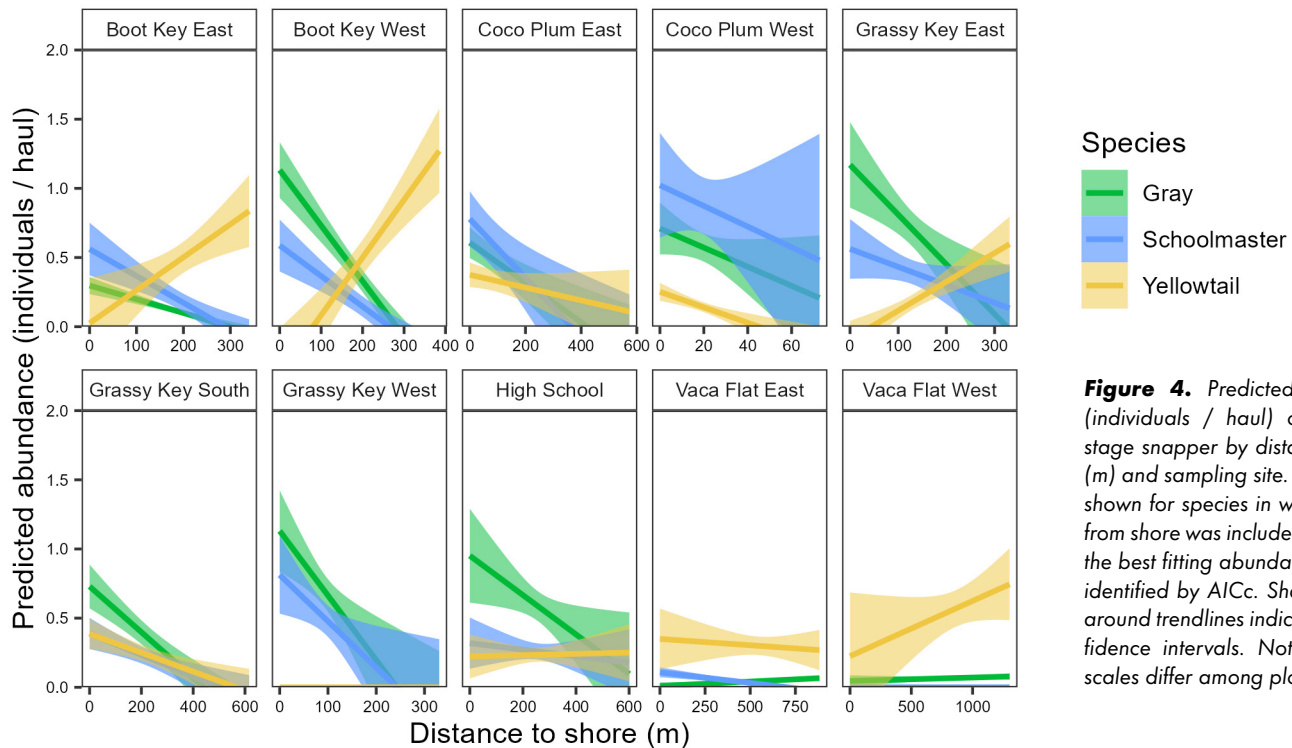 Boot Key East Boot Key West Coco Plum East Coco Plum West Grassy Key East
2.0
1.5
1.0
0.5
0.0
0 100 200 300 0 100 200 300 400 0 200 400 600 0 20 40 60 0 100 200 300
Grassy Key South Grassy Key West High School Vaca Flat East Vaca Flat West
2.0
1.5
1.0
0.5
0.0
0 200 400 600 0 100 200 300 0 200 400 600 0 250 500 750 0 500 1000
Predicted abundance (individuals / haul)
Distance to shore (m)
Species
Gray
Schoolmaster
Yellowtail
Figure 4. Predicted
(individuals / haul)
stage snapper by
(m) and sampling site.
shown for species in
from shore was
the best fitting
identified by AICc.
around trendlines
fidence intervals.
scales differ among